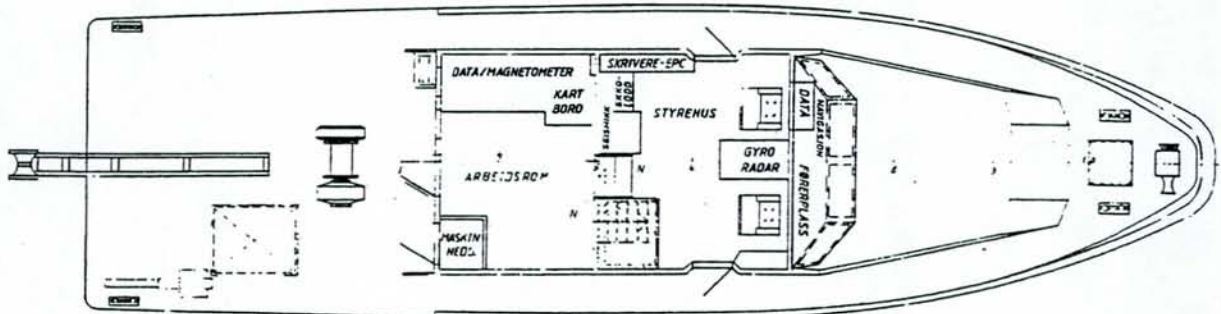 DATA/MAGNETOMETER
KART
BORD
SKRIVERE-EPC
EKKO-
LODD
SEISMIKK
STYREHUS
DATA
NAVIGASJON
GYRO
RADAR
FØRERPLASS
ARBEIDSROM
MASKIN
NEDG.
N
N